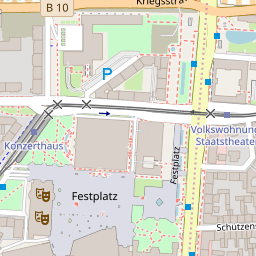 B 10
Kriegsstra
P
Volkswohnung
Staatstheater
Konzerthaus
Festplatz
Festplatz
Schützens